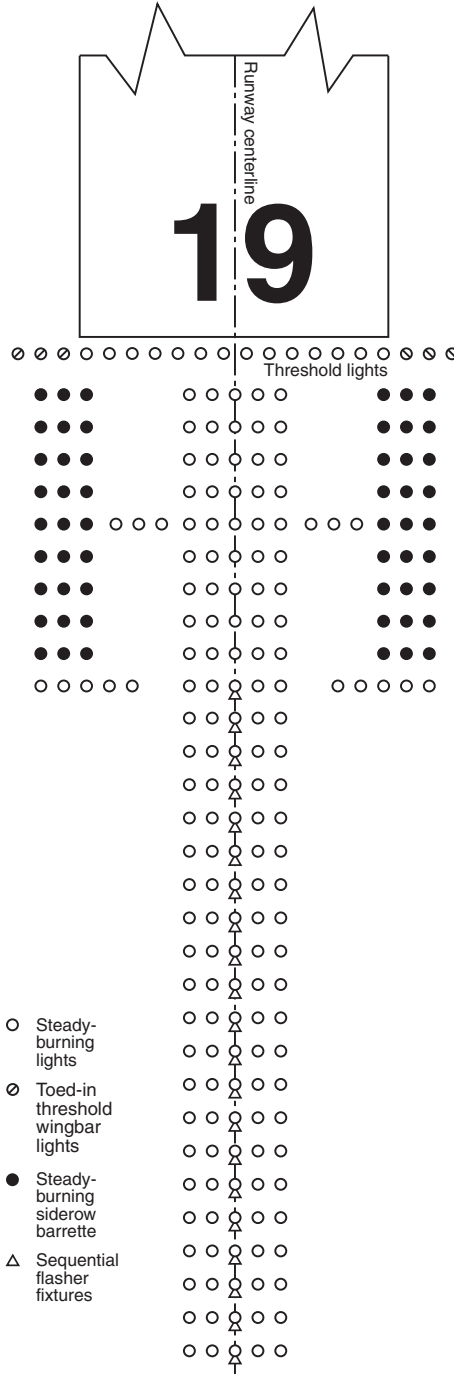 Runway centerline
19
Threshold lights
Steady-
burning
lights
Toed-in
threshold
wingbar
lights
Steady-
burning
siderow
barrette
Sequential
flasher
fixtures